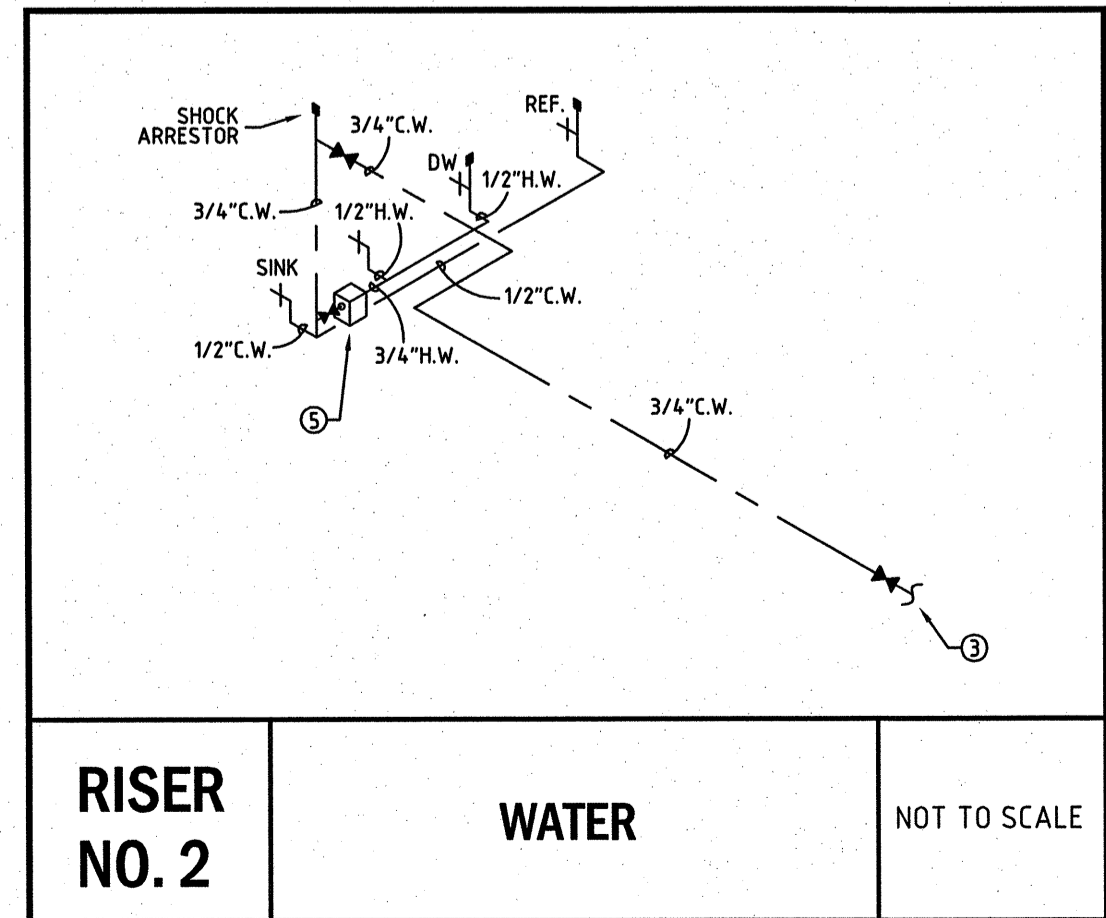 SHOCK
ARRESTOR
3/4"C.W.
REF.
DW
1/2"H.W.
3/4"C.W.
1/2"H.W.
SINK
1/2"C.W.
1/2"C.W.
3/4"H.W.
5
3/4"C.W.
3
RISER
NO. 2
WATER
NOT TO SCALE